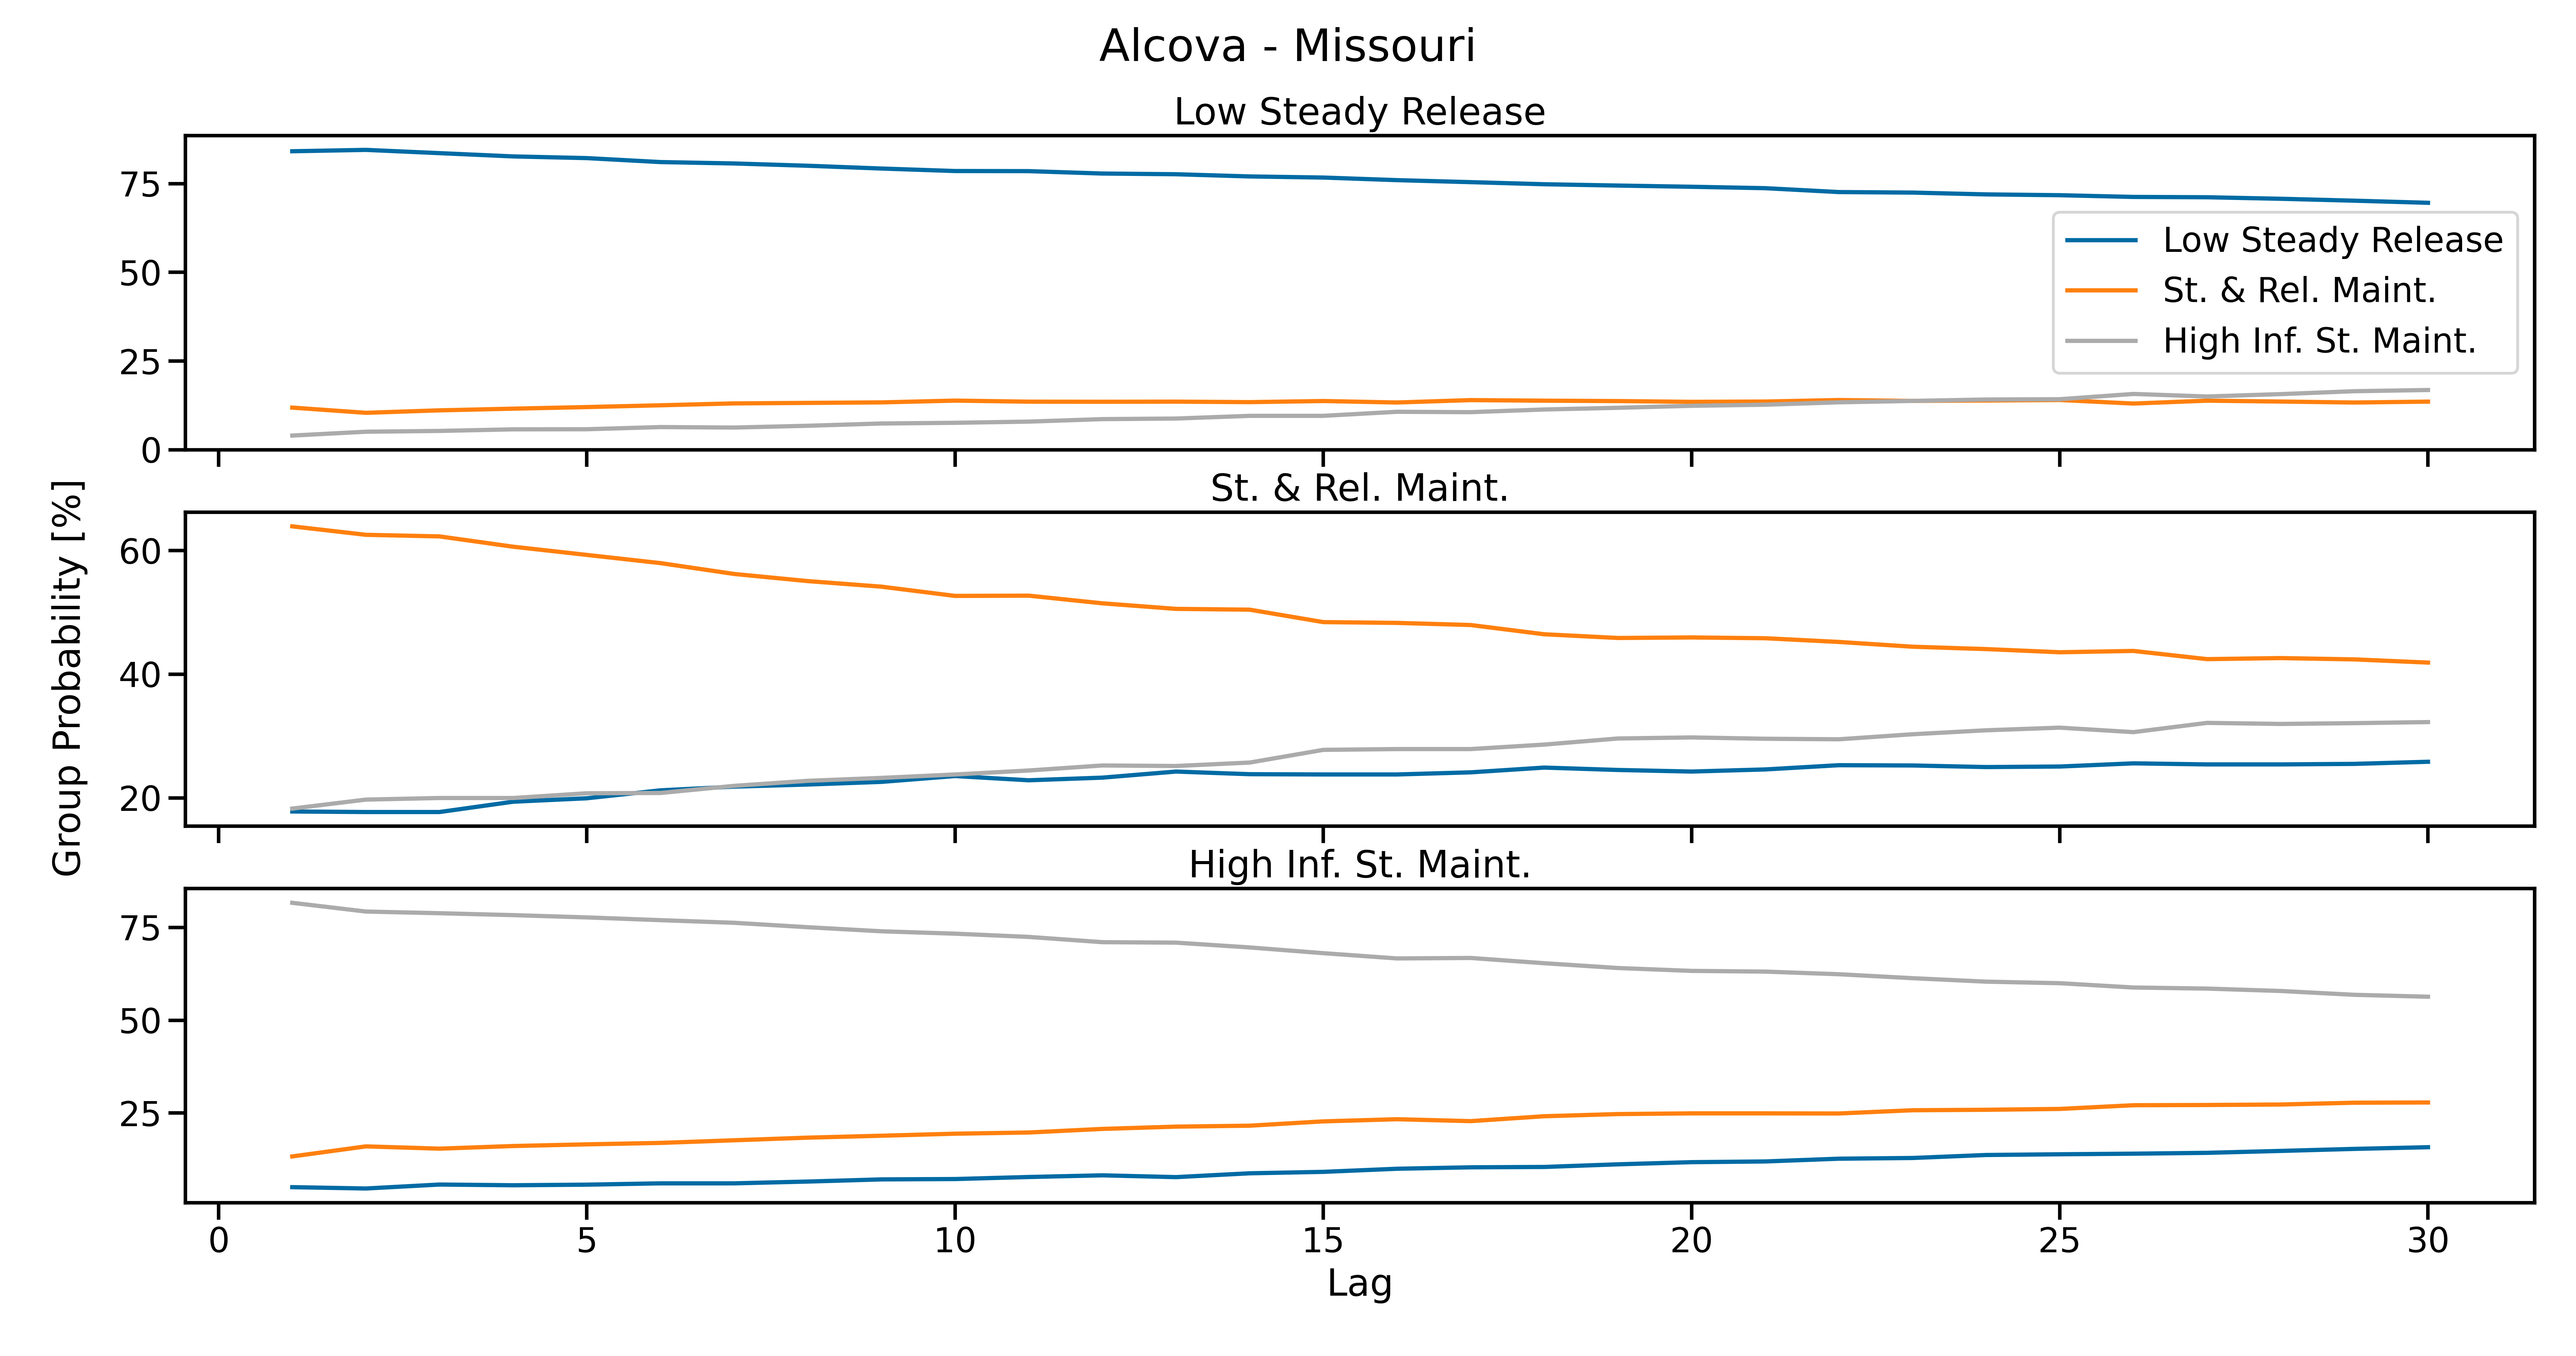 Alcova - Missouri
Low Steady Release
75
50
25
0
Low Steady Release
St. & Rel. Maint.
High Inf. St. Maint.
St. & Rel. Maint.
60
40
20
Group Probability [%]
High Inf. St. Maint.
75
50
25
0 5 10 15 20 25 30
Lag